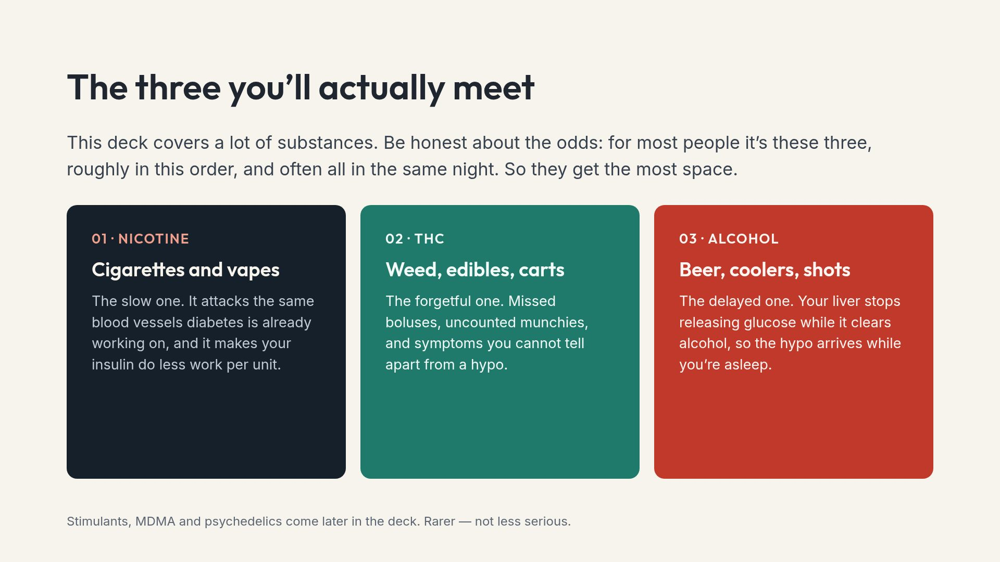 The three you’ll actually meet
This deck covers a lot of substances. Be honest about the odds: for most people it’s these three,
roughly in this order, and often all in the same night. So they get the most space.
01 · NICOTINE
Cigarettes and vapes
The slow one. It attacks the same
blood vessels diabetes is already
working on, and it makes your
insulin do less work per unit.
02 · THC
Weed, edibles, carts
The forgetful one. Missed
boluses, uncounted munchies,
and symptoms you cannot tell
apart from a hypo.
03 · ALCOHOL
Beer, coolers, shots
The delayed one. Your liver stops
releasing glucose while it clears
alcohol, so the hypo arrives while
you’re asleep.
Stimulants, MDMA and psychedelics come later in the deck. Rarer — not less serious.